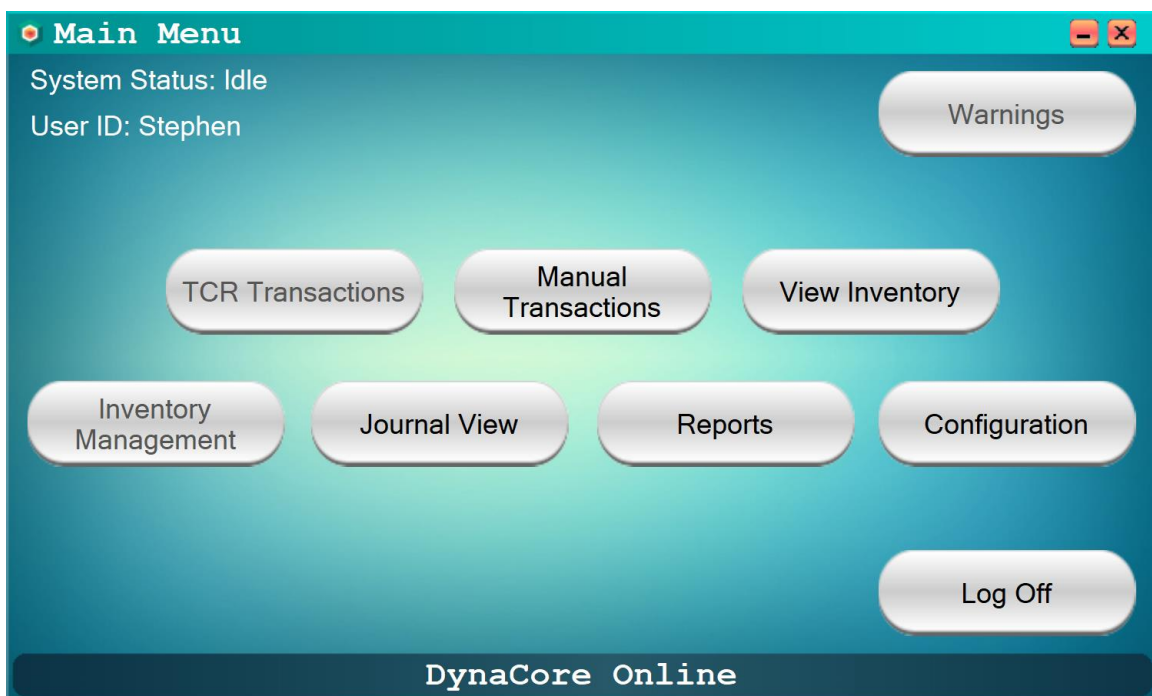 Main Menu
System Status: Idle
User ID: Stephen
Warnings
TCR Transactions
Manual
Transactions
View Inventory
Inventory
Management
Journal View
Reports
Configuration
Log Off
DynaCore Online